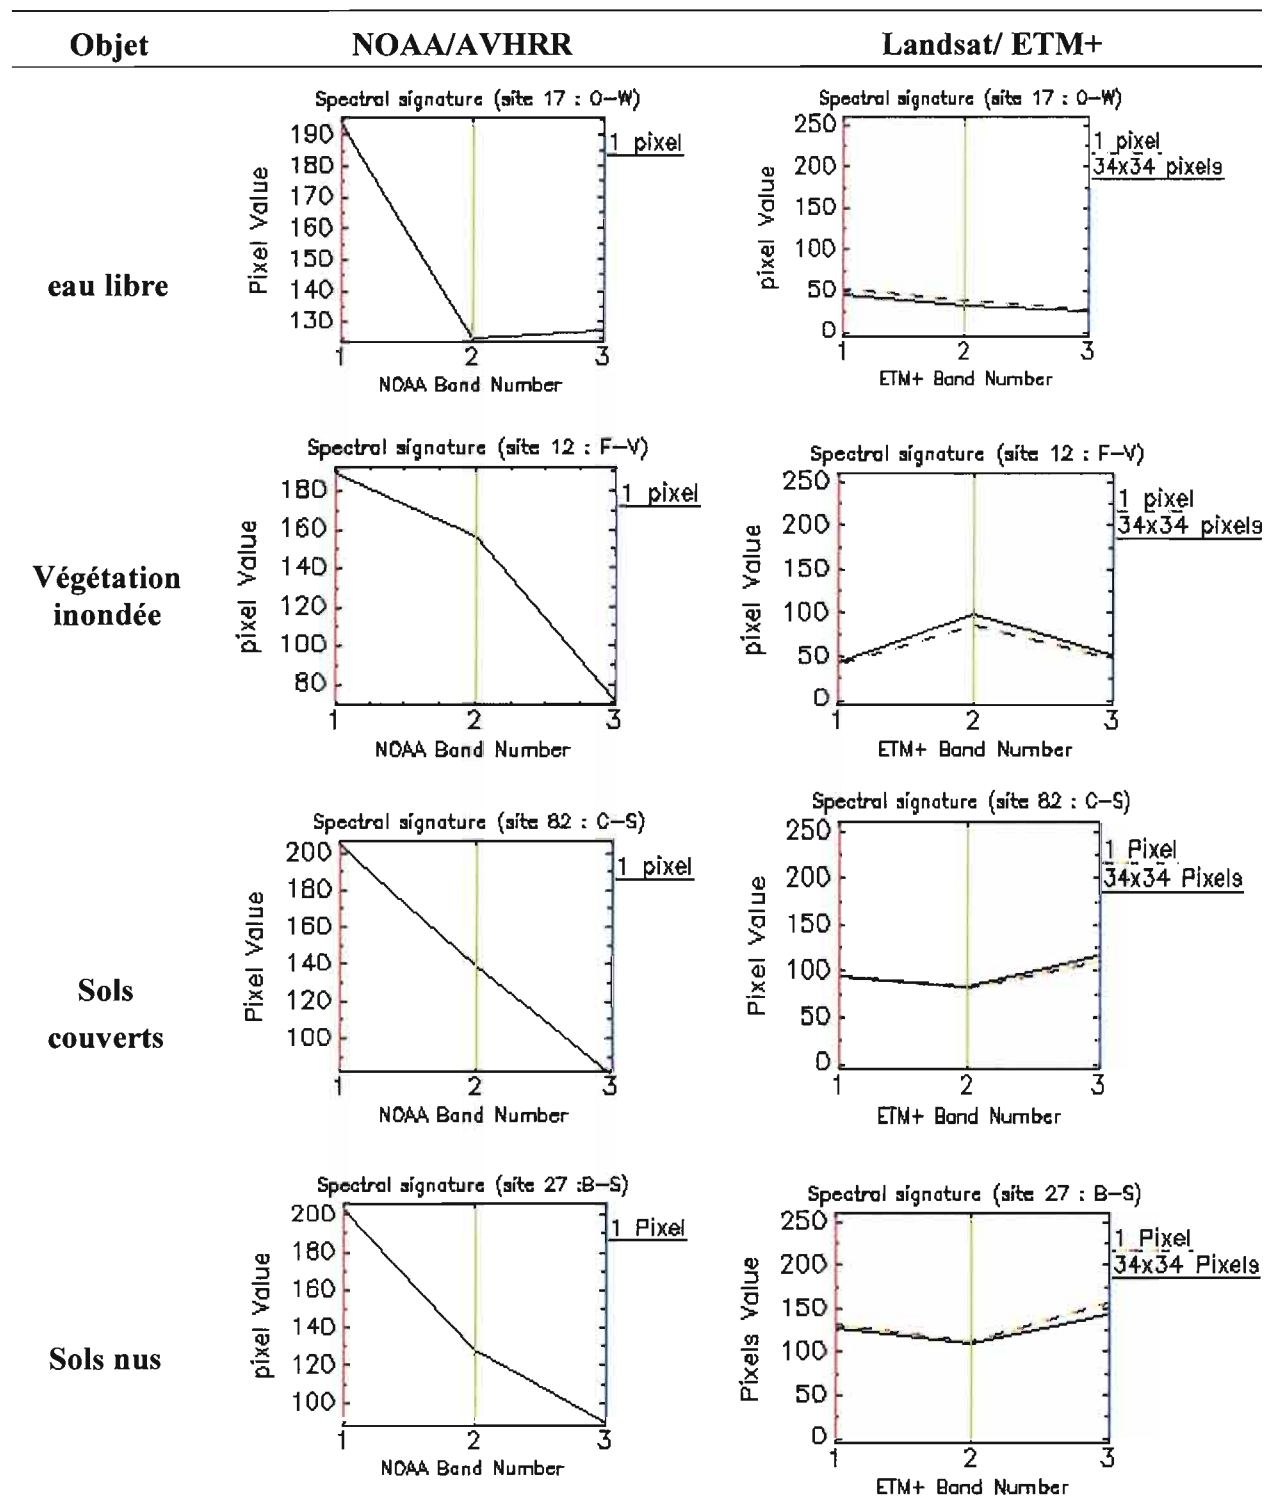 Objet NOAA/AVHRR Landsat/ ETM+
Spectral signature (site 17 : O-W)
Pixel Value
190
180
170
160
150
140
130
1 2 3
NOAA Band Number
1 pixel
Spectral signature (site 17 : O-W)
pixel Value
250
200
150
100
50
0
1 2 3
ETM+ Band Number
1 pixel
34x34 pixels
eau libre
Spectral signature (site 12 : F-V)
pixel Value
180
160
140
120
100
80
1 2 3
NOAA Band Number
1 pixel
Spectral signature (site 12 : F-V)
pixel Value
250
200
150
100
50
0
1 2 3
ETM+ Band Number
1 pixel
34x34 pixels
Végétation
inondée
Spectral signature (site 82 : C-S)
Pixel Value
200
180
160
140
120
100
1 2 3
NOAA Band Number
1 pixel
Spectral signature (site 82 : C-S)
Pixel Value
250
200
150
100
50
0
1 2 3
ETM+ Band Number
1 Pixel
34x34 Pixels
Sols
couverts
Spectral signature (site 27 :B-S)
pixel Value
200
180
160
140
120
100
1 2 3
NOAA Band Number
1 Pixel
Spectral signature (site 27 : B-S)
Pixels Value
250
200
150
100
50
0
1 2 3
ETM+ Band Number
1 Pixel
34x34 Pixels
Sols nus